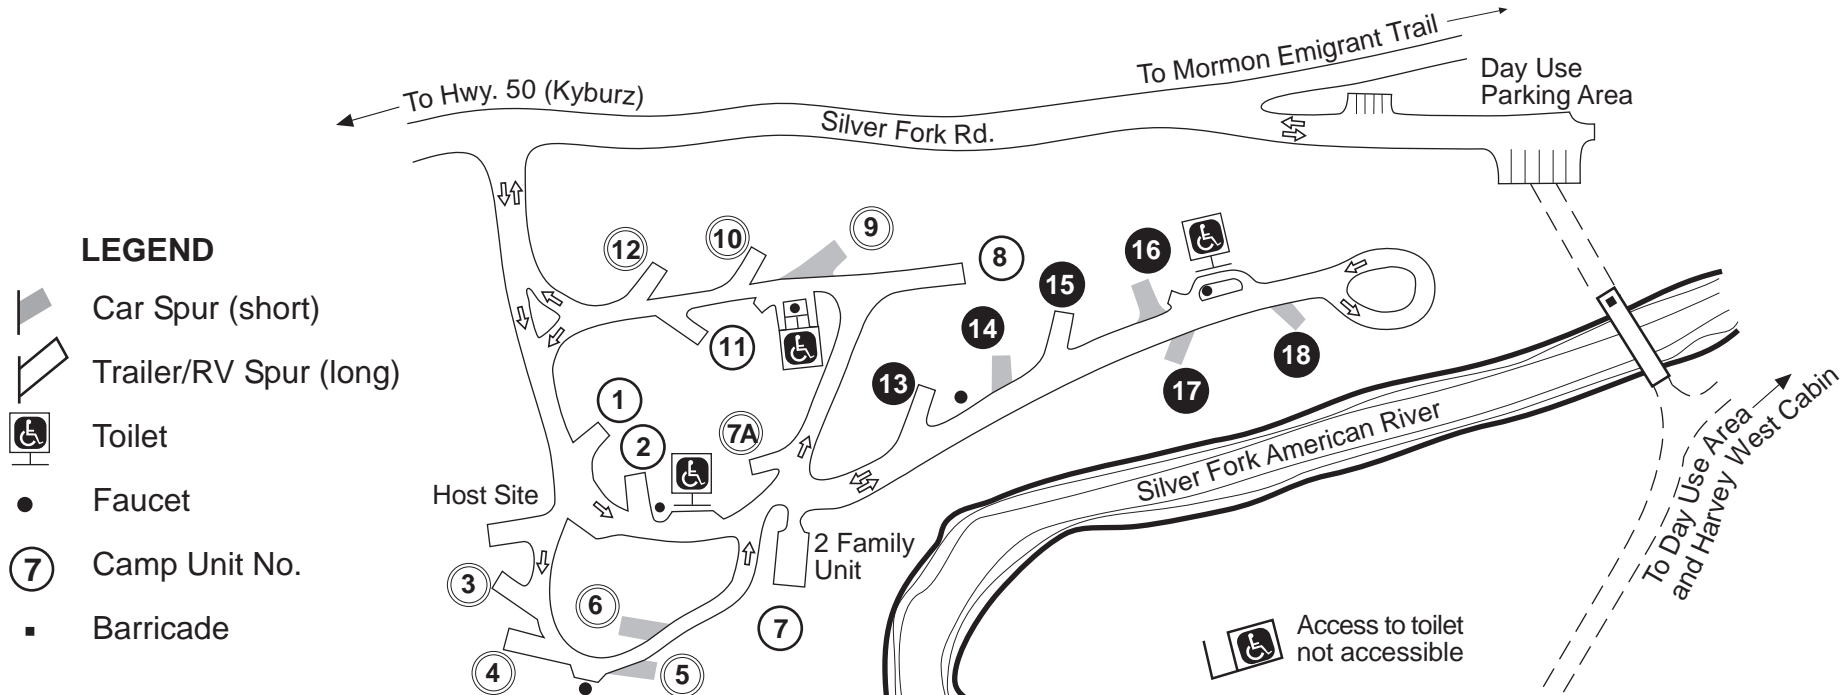 To Mormon Emigrant Trail
Day Use
Parking Area
To Hwy. 50 (Kyburz)
Silver Fork Rd.
LEGEND
Car Spur (short)
Trailer/RV Spur (long)
Toilet
Faucet
7
Camp Unit No.
Barricade
12
10
9
8
16
15
14
11
13
18
17
1
2
7A
Host Site
2 Family
Unit
3
6
7
4
5
Silver Fork American River
To Day Use Area
and Harvey West Cabin
Access to toilet
not accessible